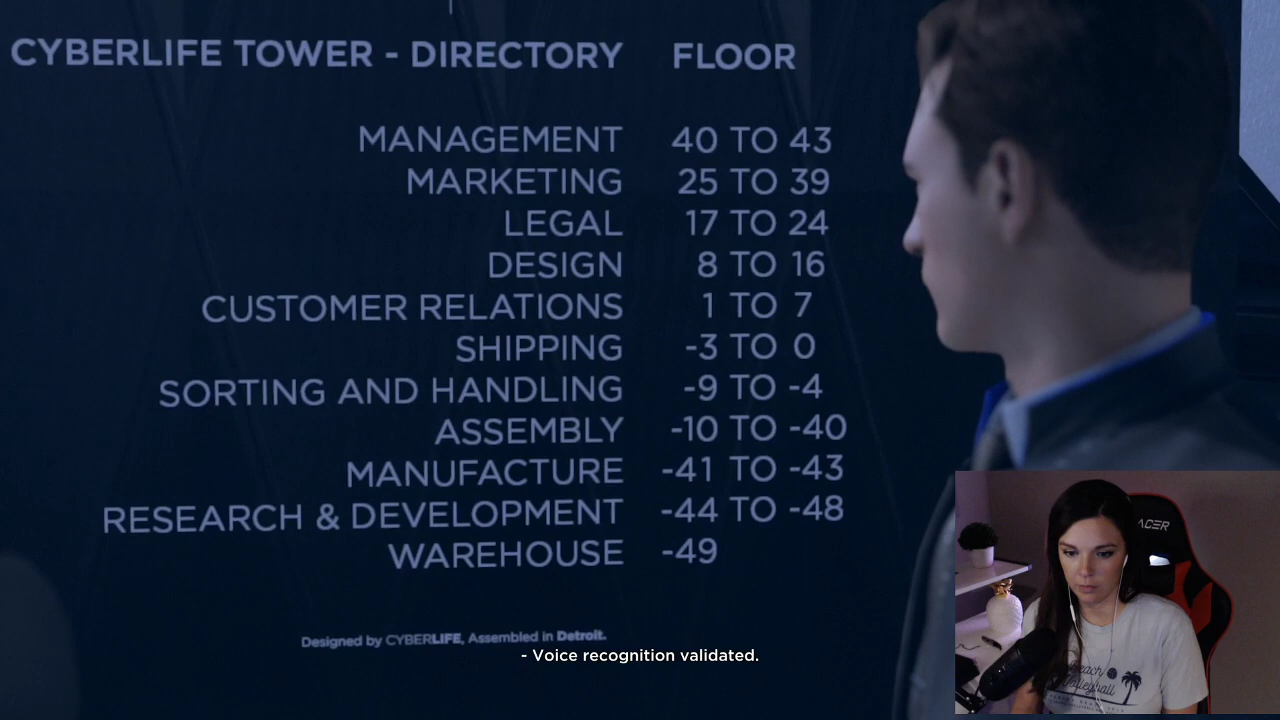 CYBERLIFE TOWER - DIRECTORY FLOOR
MANAGEMENT 40 TO 43
MARKETING 25 TO 39
LEGAL 17 TO 24
DESIGN 8 TO 16
CUSTOMER RELATIONS 1 TO 7
SHIPPING -3 TO 0
SORTING AND HANDLING -9 TO -4
ASSEMBLY -10 TO -40
MANUFACTURE -41 TO -43
RESEARCH & DEVELOPMENT -44 TO -48
WAREHOUSE -49
Designed by CYBERLIFE, Assembled in Detroit.
- Voice recognition validated.
ACER
Beach
Volleyball